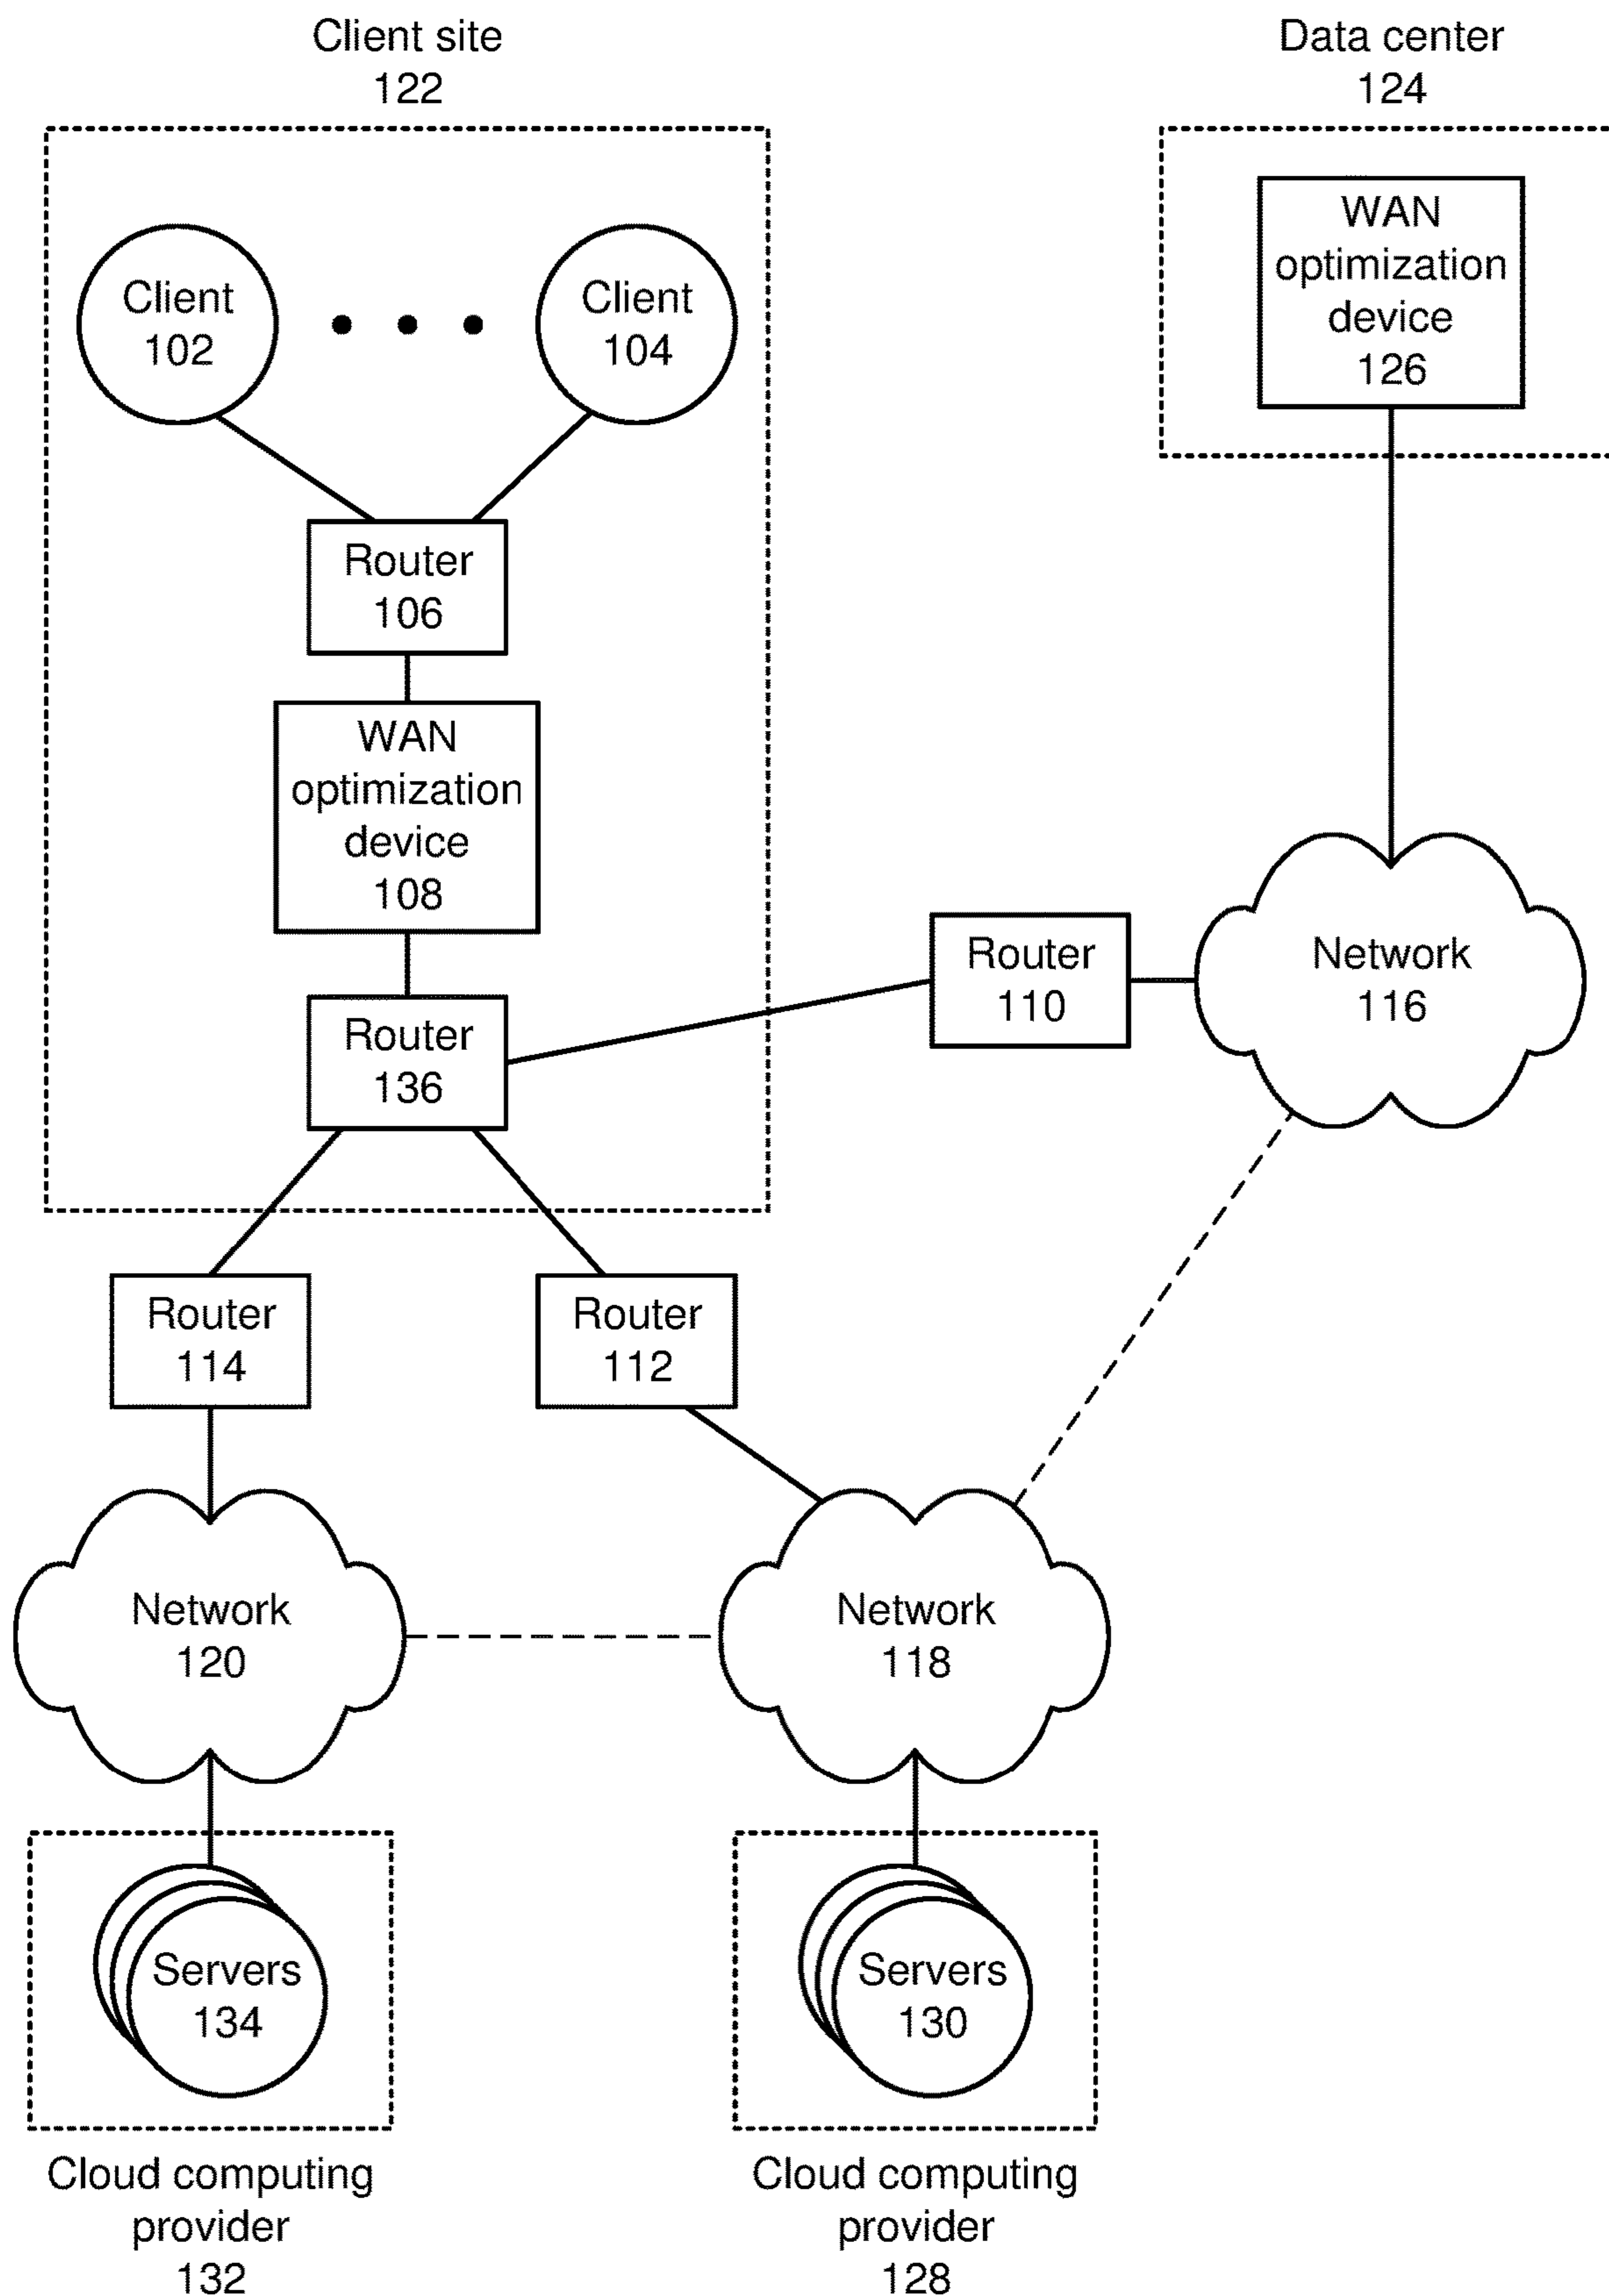 Client site
122
Data center
124
Client
102
Client
104
WAN
optimization
device
126
Router
106
WAN
optimization
device
108
Router
110
Network
116
Router
136
Router
114
Router
112
Network
120
Network
118
Servers
134
Servers
130
Cloud computing
provider
132
Cloud computing
provider
128